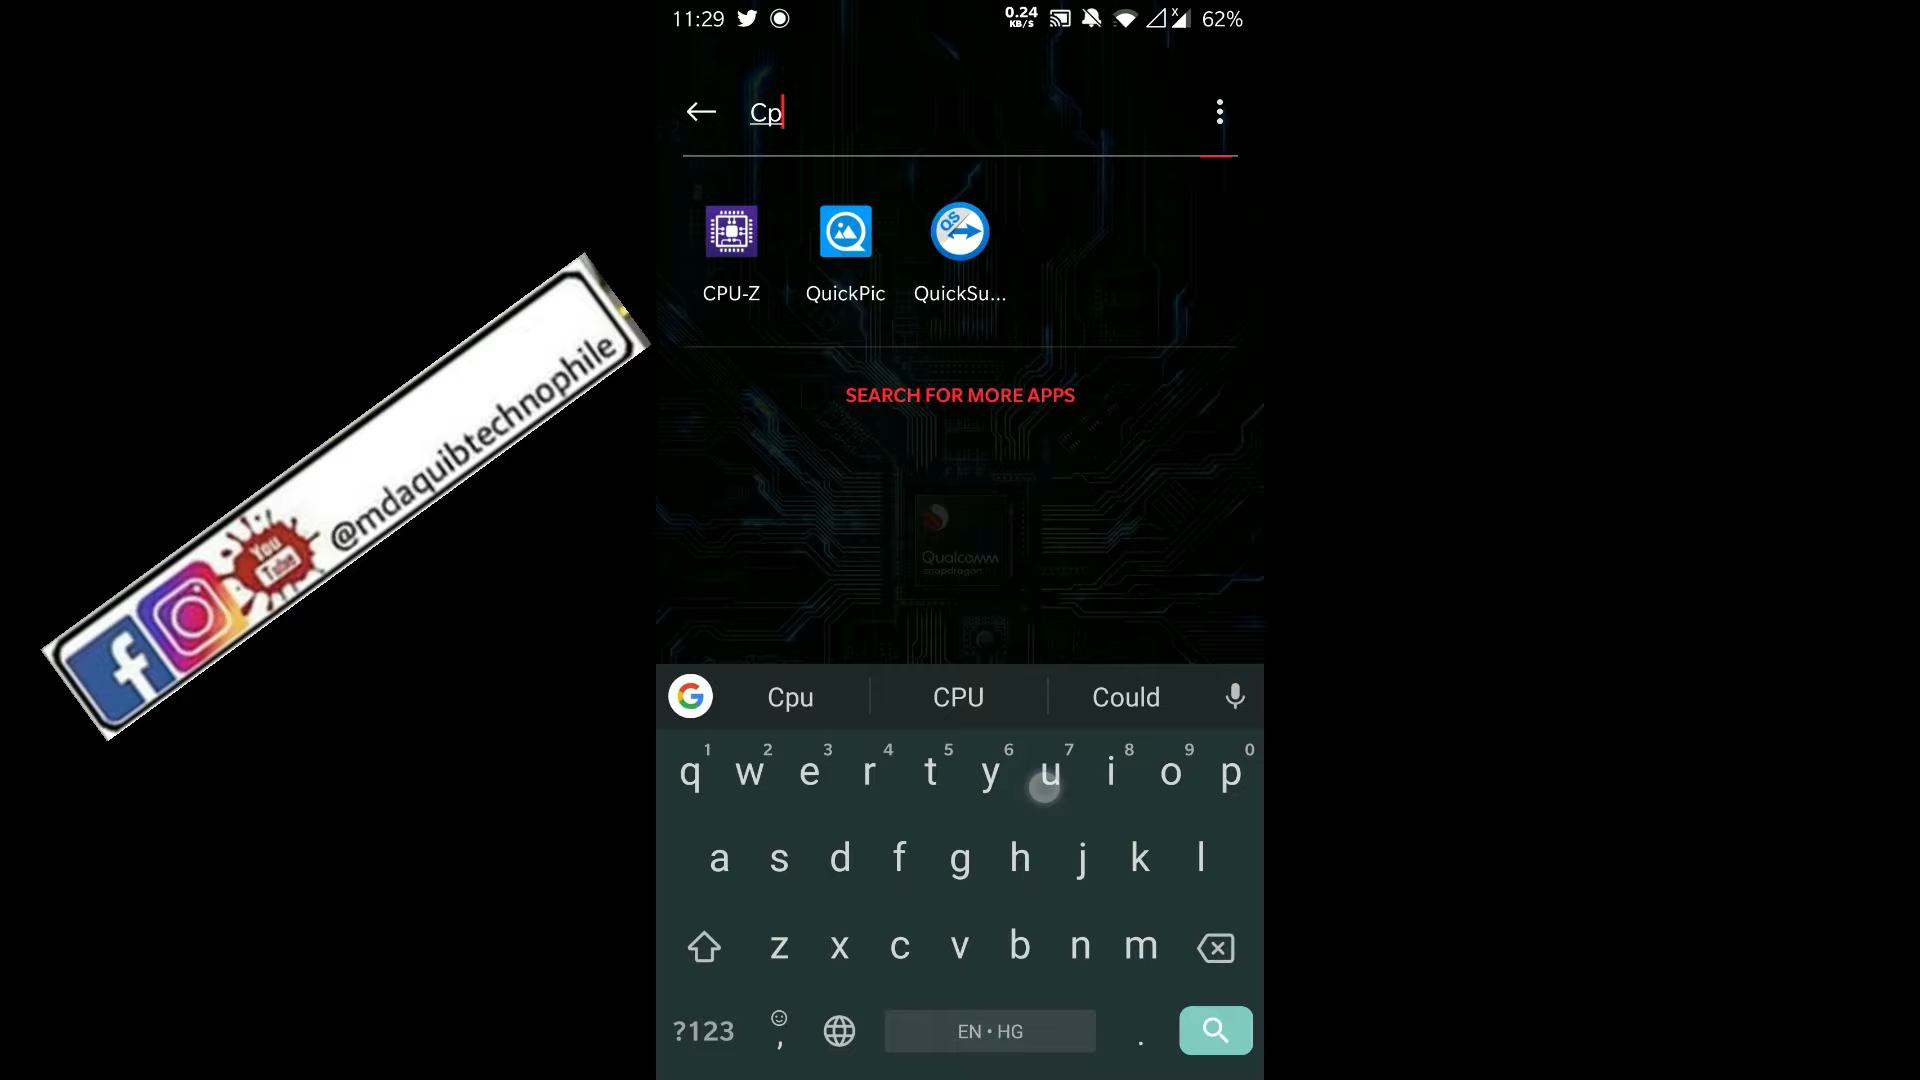 11:29
0.24
KB/S
x
62%
Cp
QS
CPU-Z
QuickPic
QuickSu...
SEARCH FOR MORE APPS
@mdaquibtechnophile
You
Tube
f
Qualcomm
snapdragon
G
Cpu
CPU
Could
1 2 3 4 5 6 7 8 9 0
q w e r t y u i o p
a s d f g h j k l
z x c v b n m
?123
,
EN • HG
.